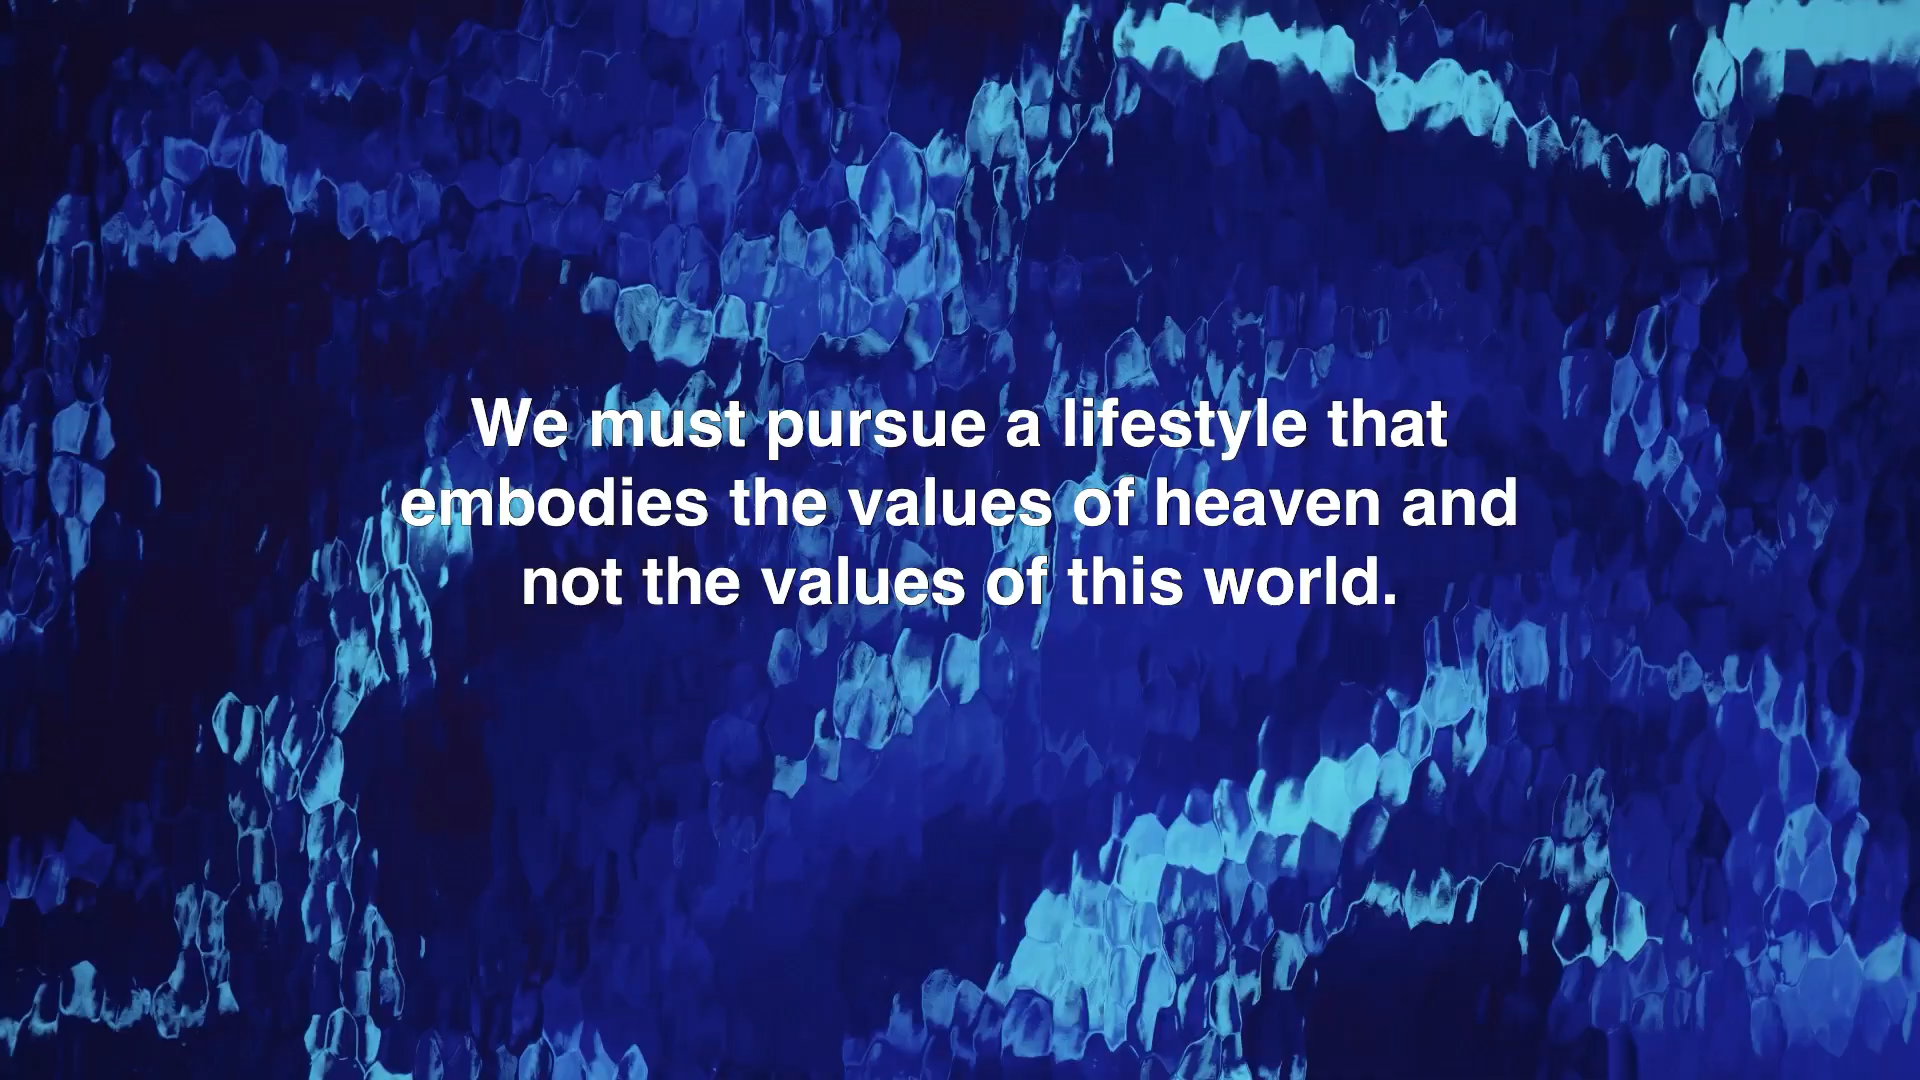 We must pursue a lifestyle that
embodies the values of heaven and
not the values of this world.